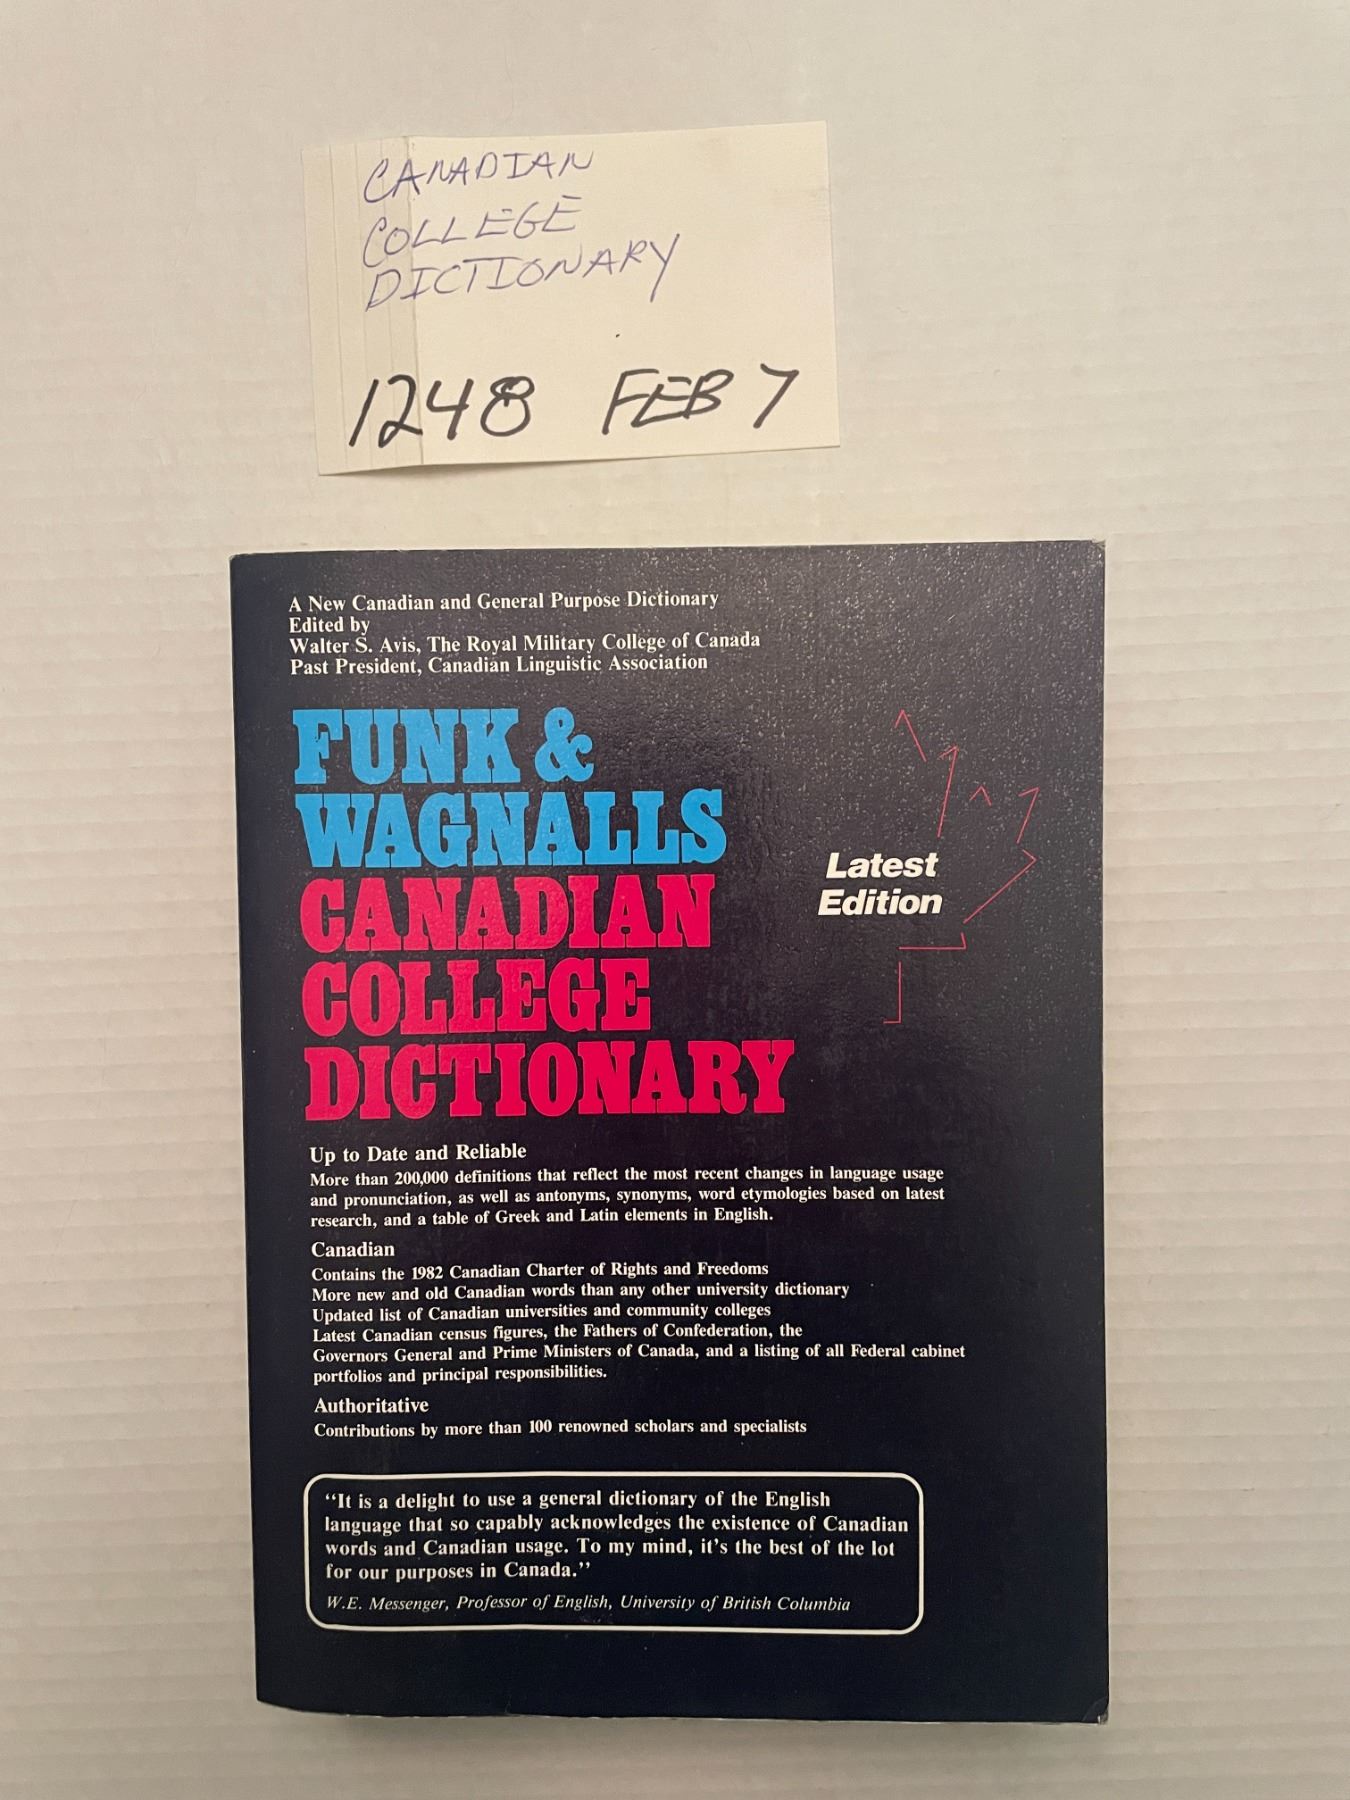 CANADIAN
COLLEGE
DICTIONARY
1248 FEB 7
A New Canadian and General Purpose Dictionary
Edited by
Walter S. Avis, The Royal Military College of Canada
Past President, Canadian Linguistic Association
FUNK &
WAGNALLS
CANADIAN
COLLEGE
DICTIONARY
Latest
Edition
Up to Date and Reliable
More than 200,000 definitions that reflect the most recent changes in language usage
and pronunciation, as well as antonyms, synonyms, word etymologies based on latest
research, and a table of Greek and Latin elements in English.
Canadian
Contains the 1982 Canadian Charter of Rights and Freedoms
More new and old Canadian words than any other university dictionary
Updated list of Canadian universities and community colleges
Latest Canadian census figures, the Fathers of Confederation, the
Governors General and Prime Ministers of Canada, and a listing of all Federal cabinet
portfolios and principal responsibilities.
Authoritative
Contributions by more than 100 renowned scholars and specialists
"It is a delight to use a general dictionary of the English
language that so capably acknowledges the existence of Canadian
words and Canadian usage. To my mind, it's the best of the lot
for our purposes in Canada."
W.E. Messenger, Professor of English, University of British Columbia